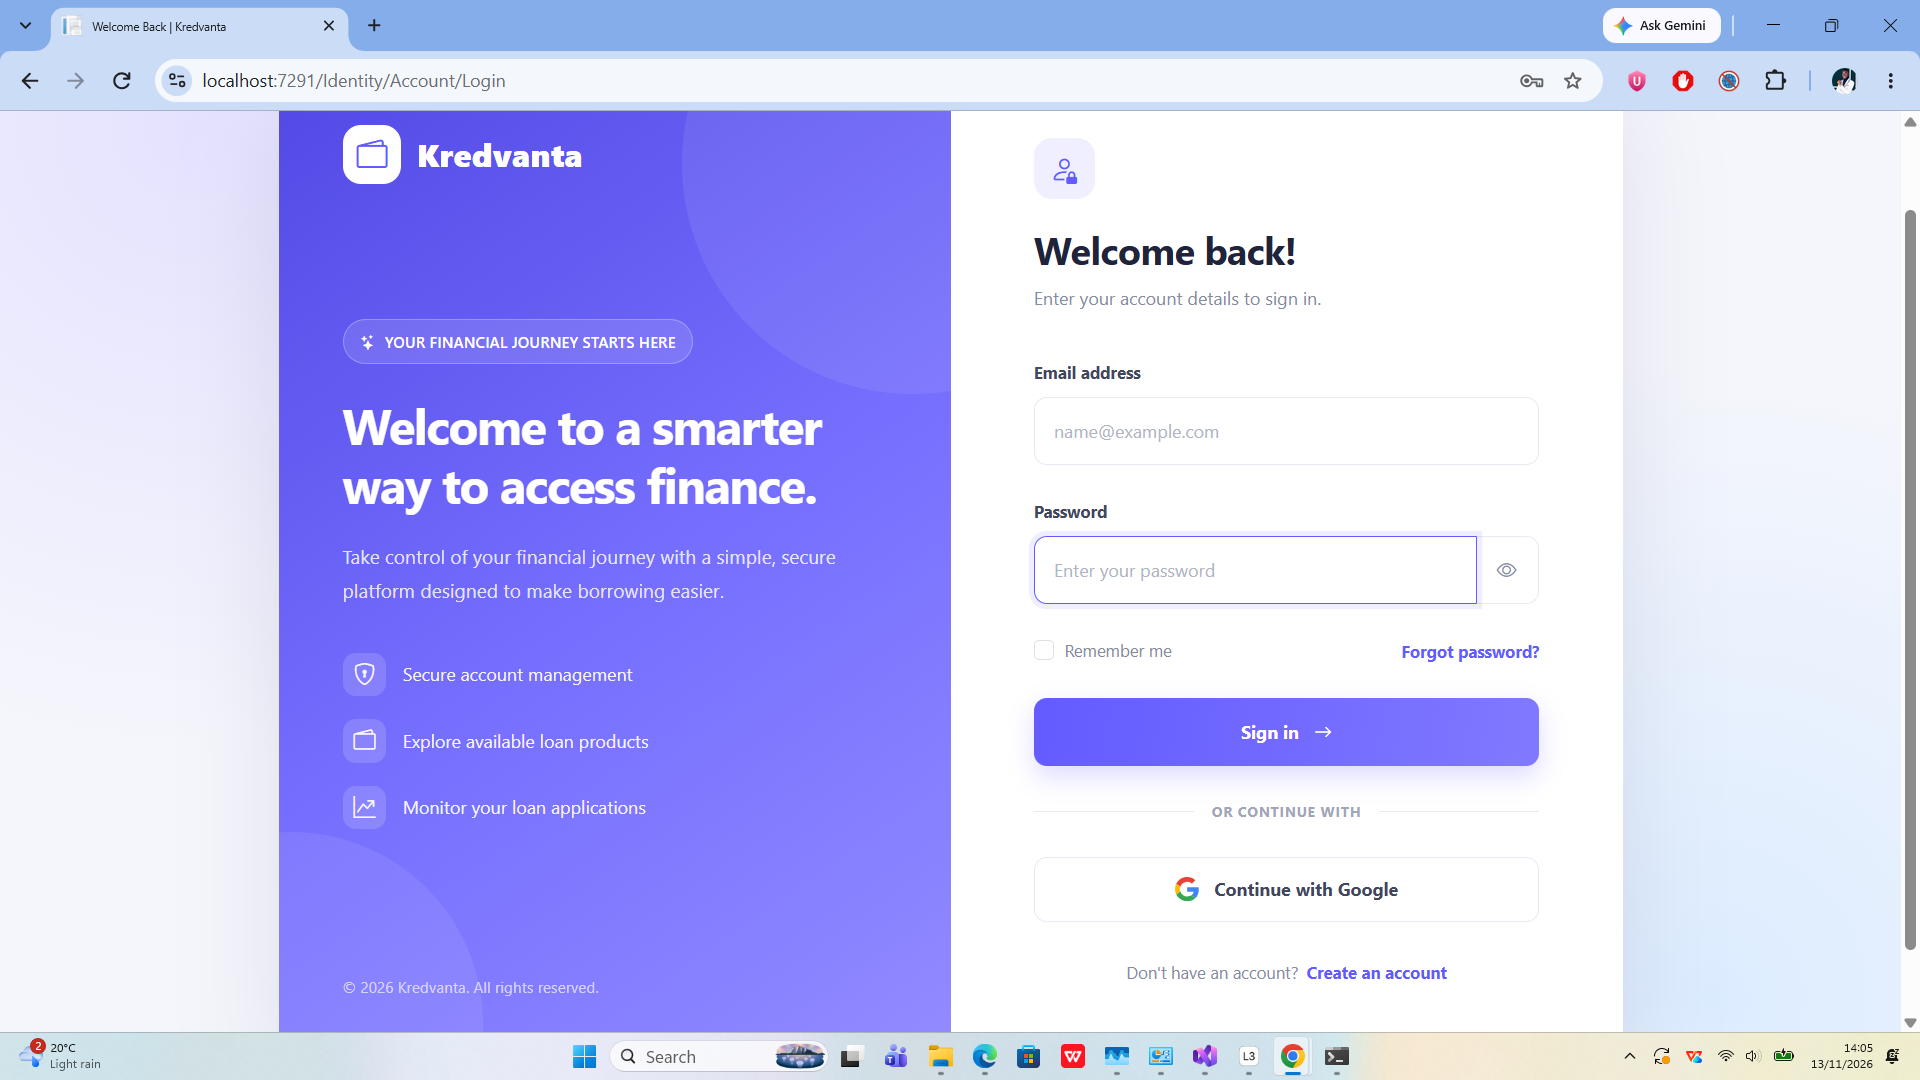 Welcome Back | Kredvanta
Ask Gemini
localhost:7291/Identity/Account/Login
Kredvanta
YOUR FINANCIAL JOURNEY STARTS HERE
Welcome to a smarter
way to access finance.
Take control of your financial journey with a simple, secure
platform designed to make borrowing easier.
Secure account management
Explore available loan products
Monitor your loan applications
© 2026 Kredvanta. All rights reserved.
Welcome back!
Enter your account details to sign in.
Email address
name@example.com
Password
Enter your password
Remember me
Forgot password?
Sign in
OR CONTINUE WITH
Continue with Google
Don't have an account? Create an account
2
20°C
Light rain
Search
L3
14:05
13/11/2026